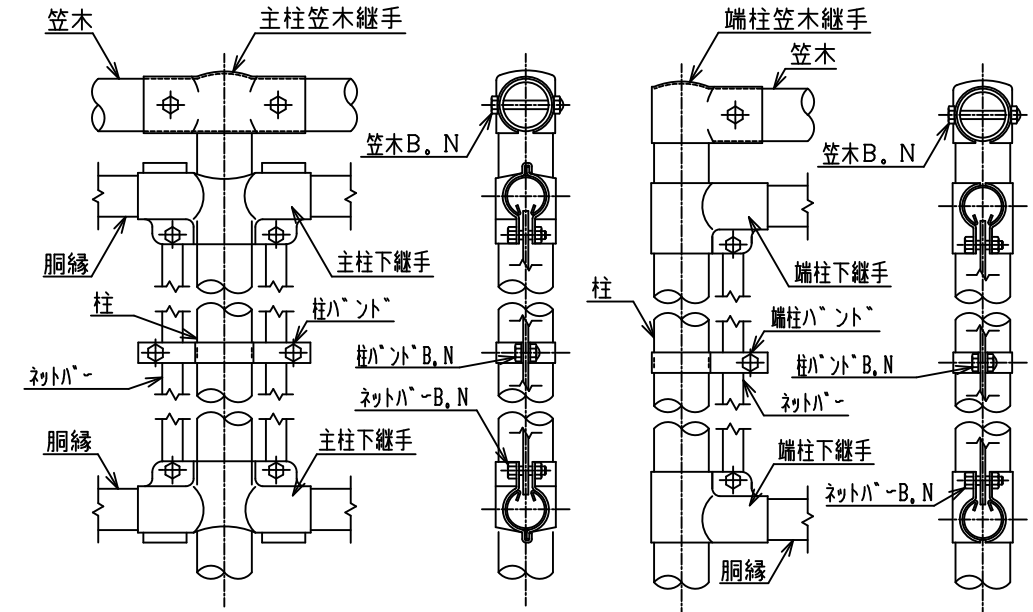 笠木
主柱笠木継手
笠木B.N
胴縁
主柱下継手
柱
柱バンド
柱バンドB.N
ネットバー
ネットバーB.N
胴縁
主柱下継手
端柱笠木継手
笠木
笠木B.N
端柱下継手
柱
端柱バンド
柱バンドB.N
ネットバー
端柱下継手
ネットバーB.N
胴縁